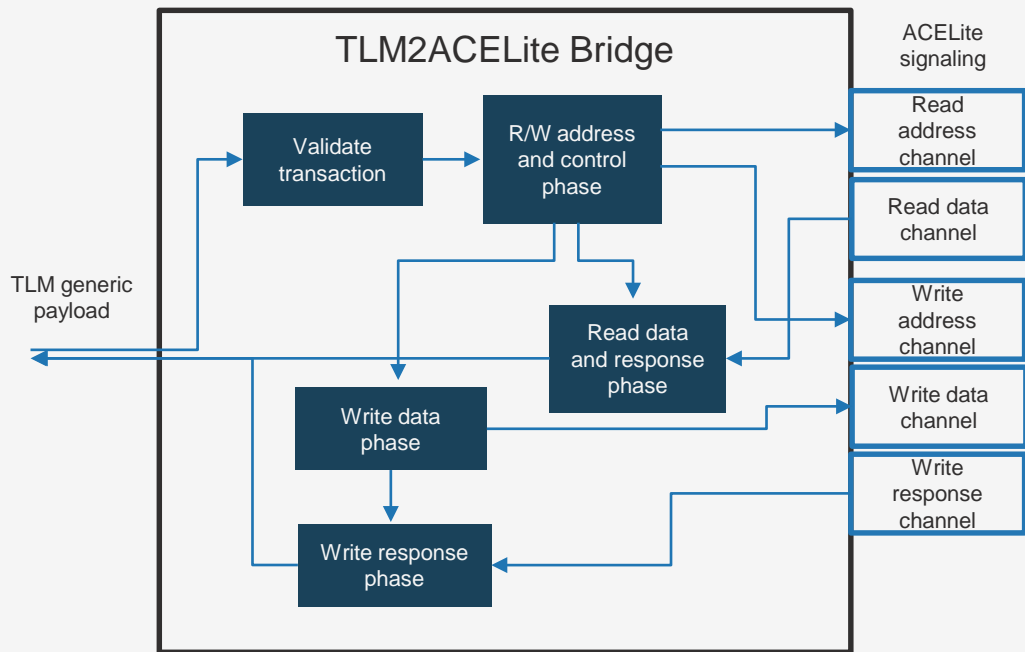 TLM2ACELite Bridge
ACELite
signaling
Validate
transaction
R/W address
and control
phase
Read
address
channel
Read data
channel
TLM generic
payload
Write
address
channel
Read data
and response
phase
Write data
phase
Write data
channel
Write
response
channel
Write response
phase